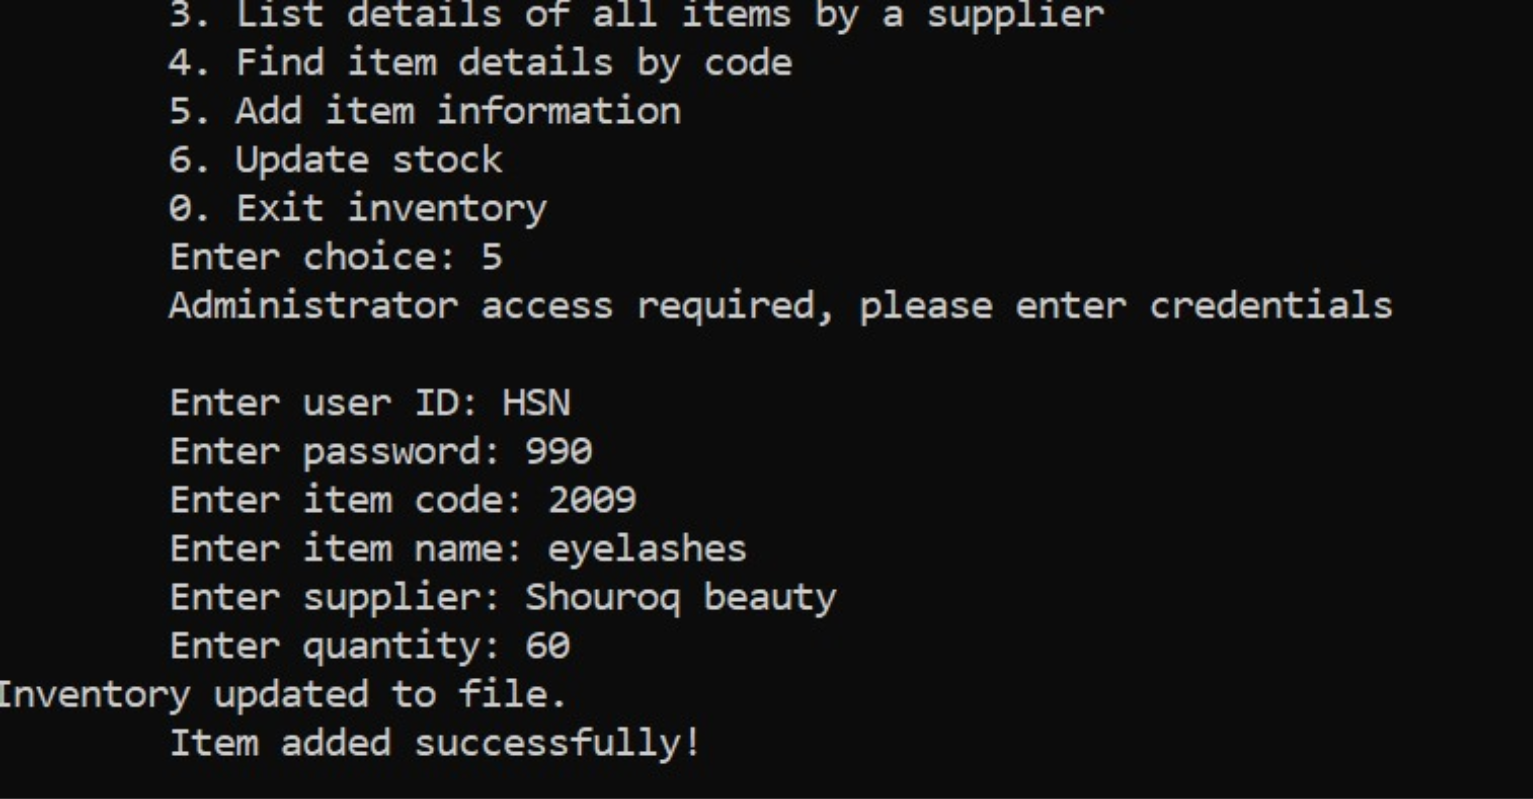 3. List details of all items by a supplier
4. Find item details by code
5. Add item information
6. Update stock
0. Exit inventory
Enter choice: 5
Administrator access required, please enter credentials
Enter user ID: HSN
Enter password: 990
Enter item code: 2009
Enter item name: eyelashes
Enter supplier: Shouroq beauty
Enter quantity: 60
Inventory updated to file.
Item added successfully!